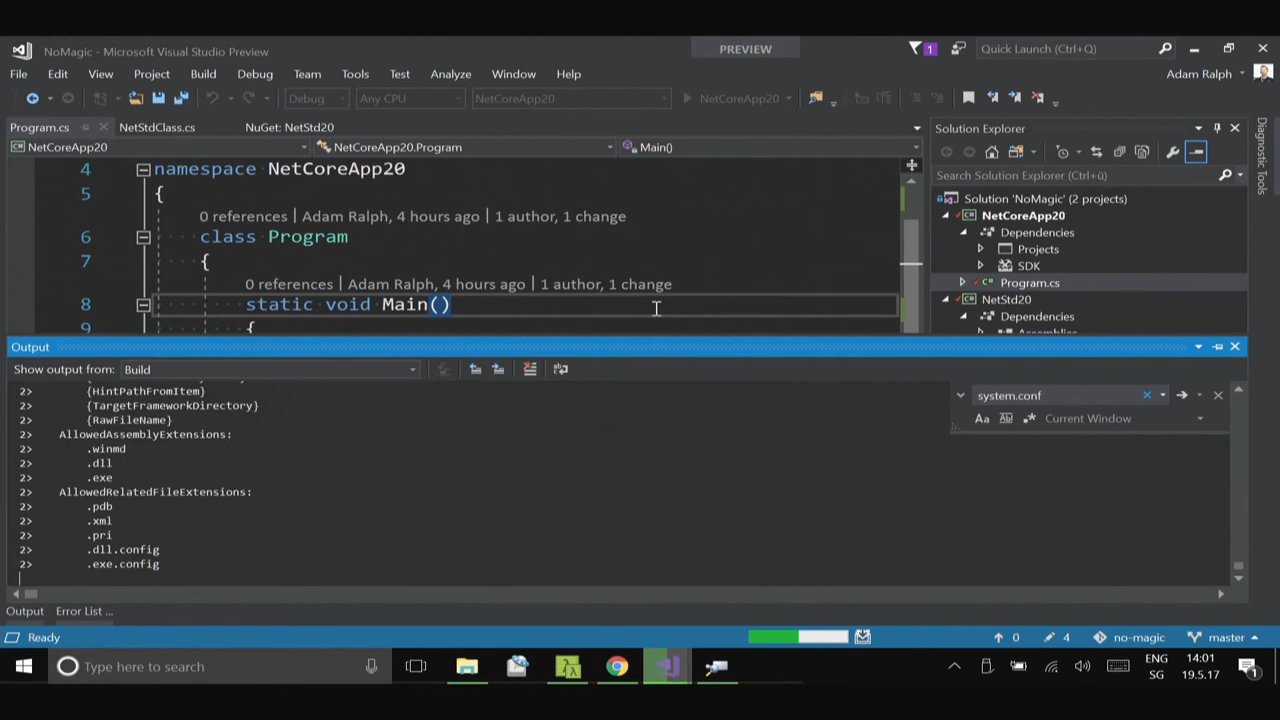 NoMagic - Microsoft Visual Studio Preview
PREVIEW
1
Quick Launch (Ctrl+Q)
File Edit View Project Build Debug Team Tools Test Analyze Window Help
Adam Ralph
Debug Any CPU NetCoreApp20 NetCoreApp20
Program.cs NetStdClass.cs NuGet: NetStd20
NetCoreApp20 NetCoreApp20.Program Main()
4 namespace NetCoreApp20
5 {
0 references | Adam Ralph, 4 hours ago | 1 author, 1 change
6 class Program
7 {
0 references | Adam Ralph, 4 hours ago | 1 author, 1 change
8 static void Main()
9 {
Solution Explorer
Search Solution Explorer (Ctrl+ü)
Solution 'NoMagic' (2 projects)
NetCoreApp20
Dependencies
Projects
SDK
Program.cs
NetStd20
Dependencies
Diagnostic Tools
Output
Show output from: Build
2> {HintPathFromItem}
2> {TargetFrameworkDirectory}
2> {RawFileName}
2> AllowedAssemblyExtensions:
2> .winmd
2> .dll
2> .exe
2> AllowedRelatedFileExtensions:
2> .pdb
2> .xml
2> .pri
2> .dll.config
2> .exe.config
system.conf
Aa Ab Current Window
Output Error List ...
Ready
0 4 no-magic master
Type here to search
ENG
SG
14:01
19.5.17
1